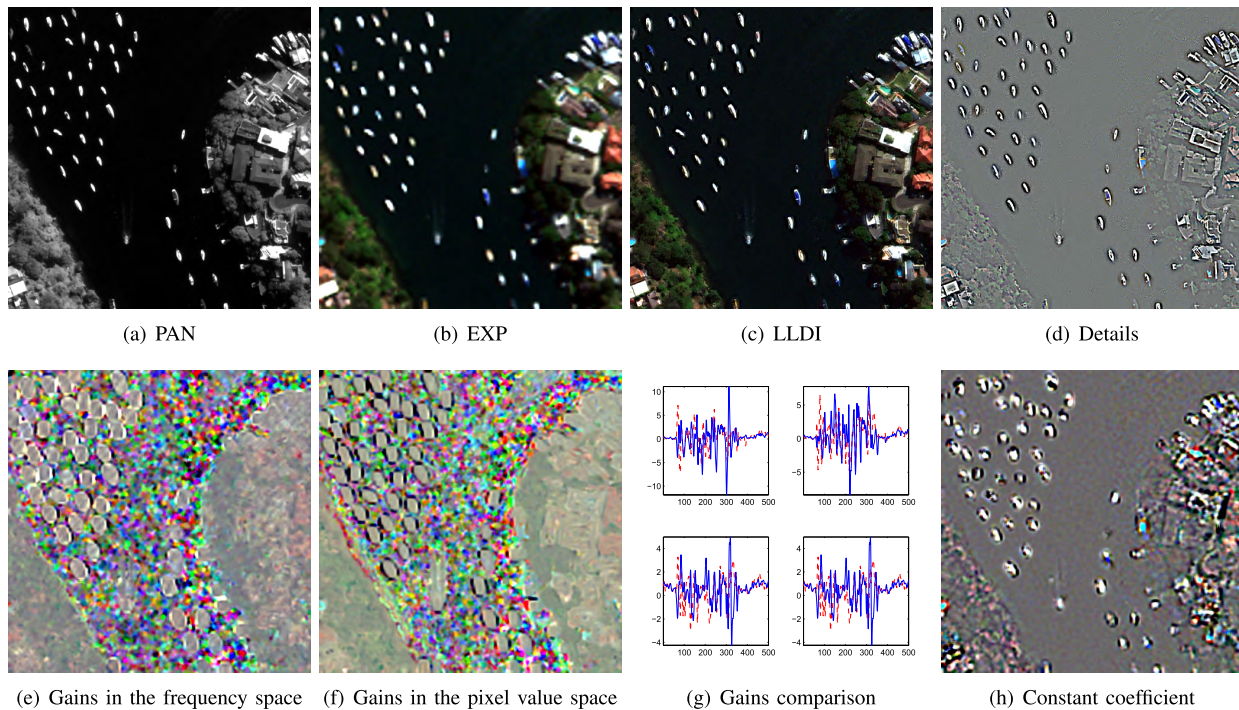 (a) PAN
(b) EXP
(c) LLDI
(d) Details
10
5
0
-5
-10
100 200 300 400 500
5
0
-5
100 200 300 400 500
4
2
0
-2
-4
100 200 300 400 500
4
2
0
-2
-4
100 200 300 400 500
(e) Gains in the frequency space
(f) Gains in the pixel value space
(g) Gains comparison
(h) Constant coefficient